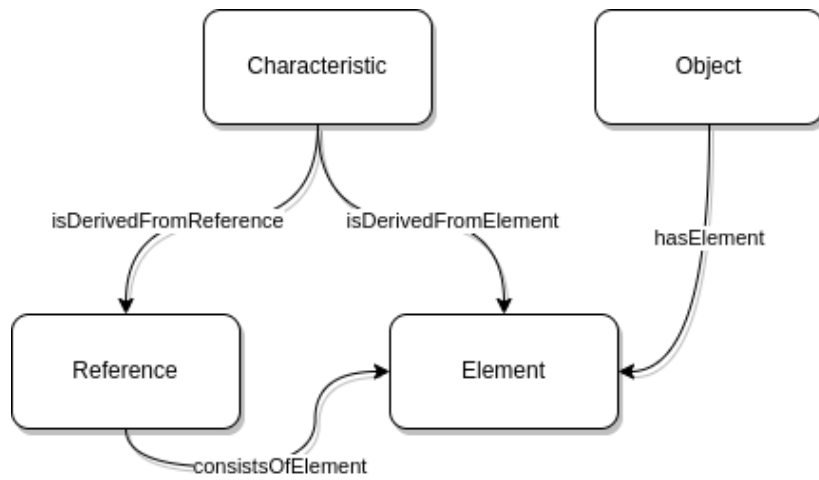 Characteristic
Object
isDerivedFromReference
isDerivedFromElement
hasElement
Reference
Element
consistsOfElement